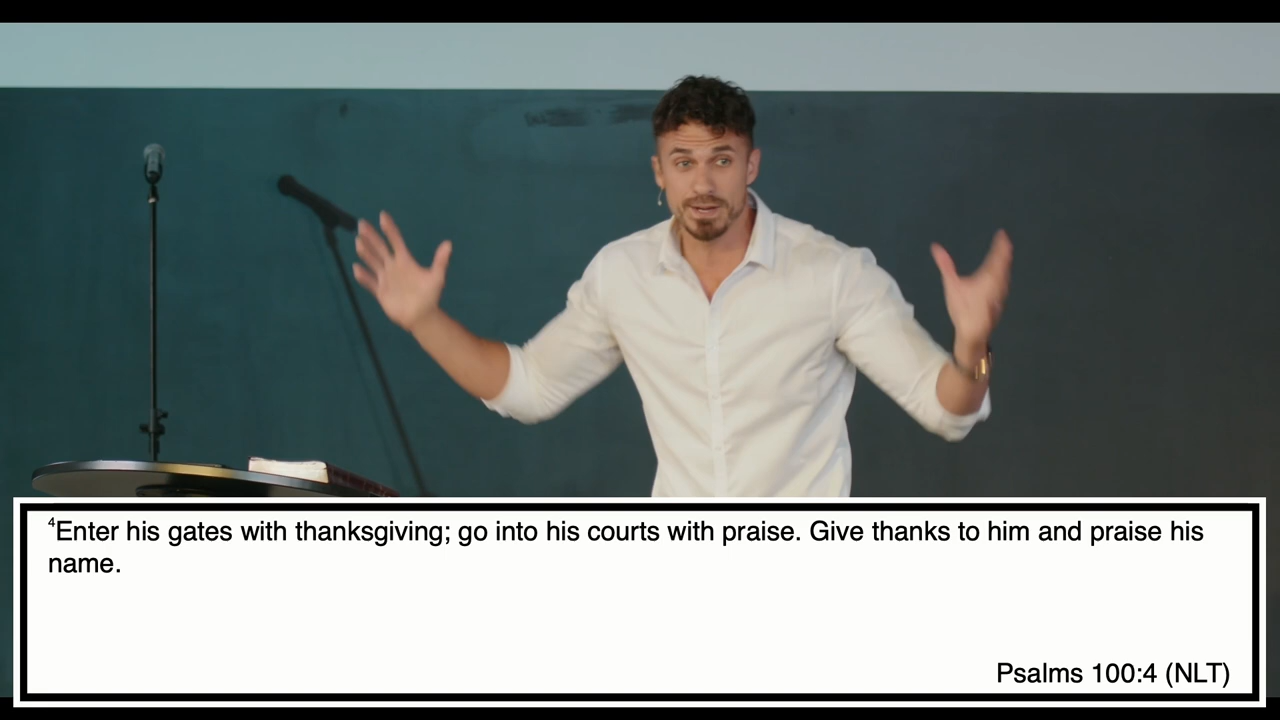 ⁴Enter his gates with thanksgiving; go into his courts with praise. Give thanks to him and praise his
name.
Psalms 100:4 (NLT)